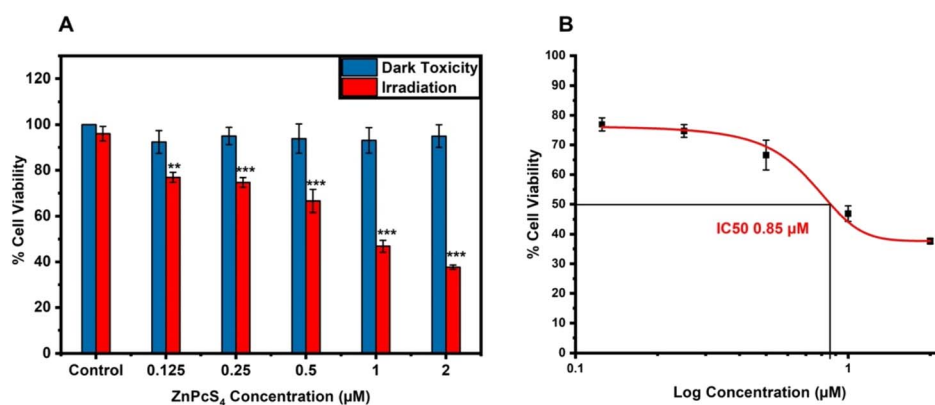 A
Dark Toxicity
Irradiation
% Cell Viability
120
100
80
60
40
20
0
**
***
***
***
***
Control 0.125 0.25 0.5 1 2
ZnPcS₄ Concentration (µM)
B
% Cell Viability
100
90
80
70
60
50
40
30
20
10
0
IC50 0.85 µM
0.1 1
Log Concentration (µM)